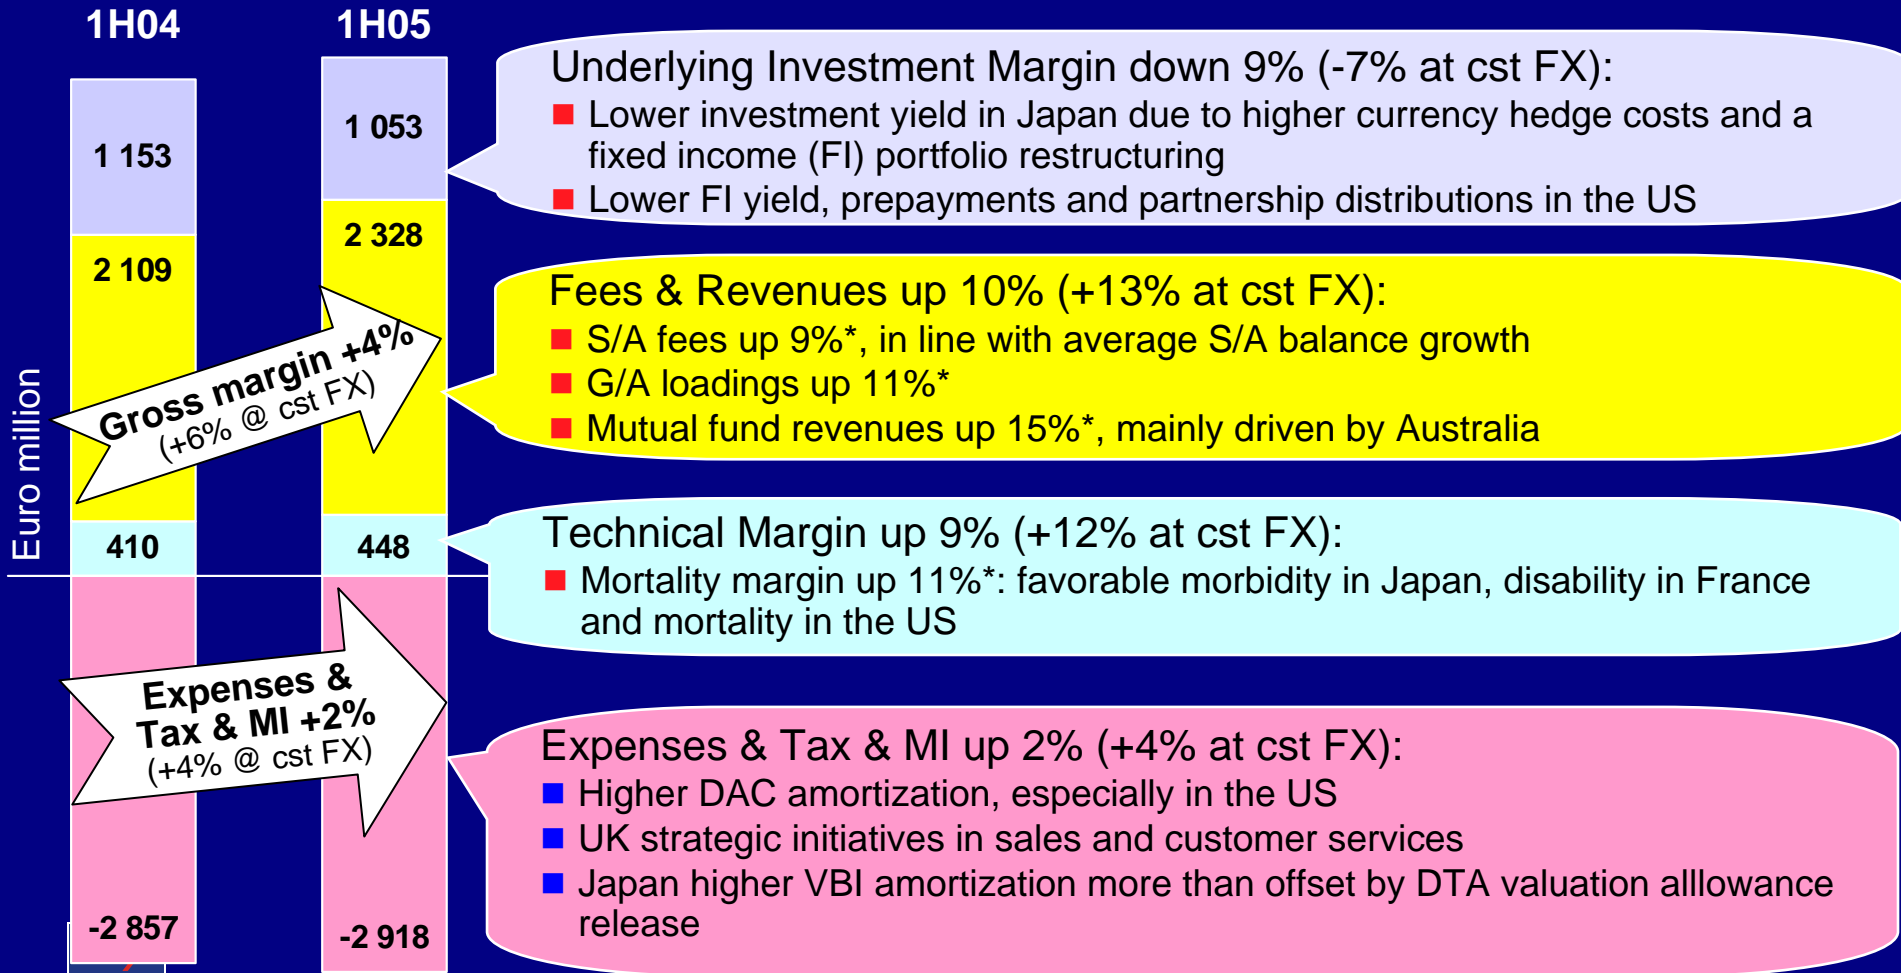 1H04
1H05
1 153
1 053
2 109
2 328
410
448
-2 857
-2 918
Euro million
Gross margin +4%
(+6% @ cst FX)
Expenses &
Tax & MI +2%
(+4% @ cst FX)
Underlying Investment Margin down 9% (-7% at cst FX):
Lower investment yield in Japan due to higher currency hedge costs and a
fixed income (FI) portfolio restructuring
Lower FI yield, prepayments and partnership distributions in the US
Fees & Revenues up 10% (+13% at cst FX):
S/A fees up 9%*, in line with average S/A balance growth
G/A loadings up 11%*
Mutual fund revenues up 15%*, mainly driven by Australia
Technical Margin up 9% (+12% at cst FX):
Mortality margin up 11%*: favorable morbidity in Japan, disability in France
and mortality in the US
Expenses & Tax & MI up 2% (+4% at cst FX):
Higher DAC amortization, especially in the US
UK strategic initiatives in sales and customer services
Japan higher VBI amortization more than offset by DTA valuation alllowance
release